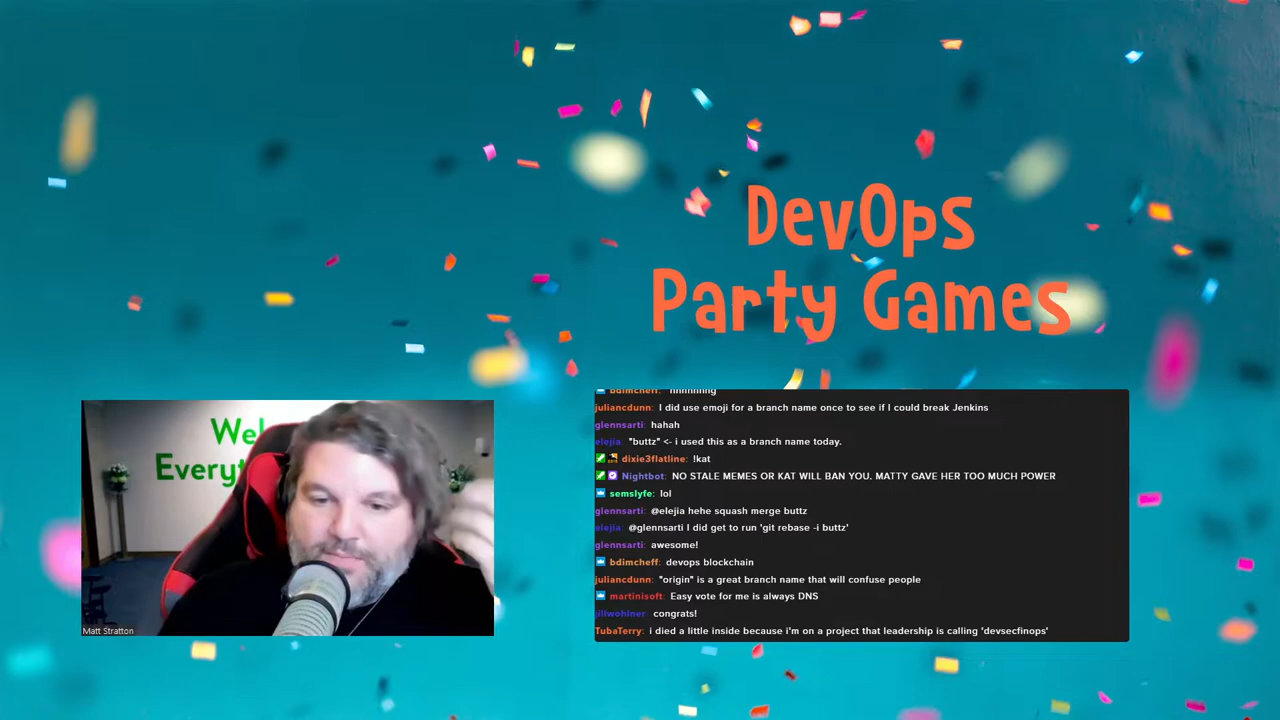 DevOps
Party Games
Wel
Everyt
Matt Stratton
bdimcheff:
juliancdunn: I did use emoji for a branch name once to see if I could break Jenkins
glennsarti: hahah
elejia: "buttz" <- i used this as a branch name today.
dixie3flatline: !kat
Nightbot: NO STALE MEMES OR KAT WILL BAN YOU. MATTY GAVE HER TOO MUCH POWER
semslyfe: lol
glennsarti: @elejia hehe squash merge buttz
elejia: @glennsarti I did get to run 'git rebase -i buttz'
glennsarti: awesome!
bdimcheff: devops blockchain
juliancdunn: "origin" is a great branch name that will confuse people
martinisoft: Easy vote for me is always DNS
jillwohlner: congrats!
TubaTerry: i died a little inside because i'm on a project that leadership is calling 'devsecfinops'